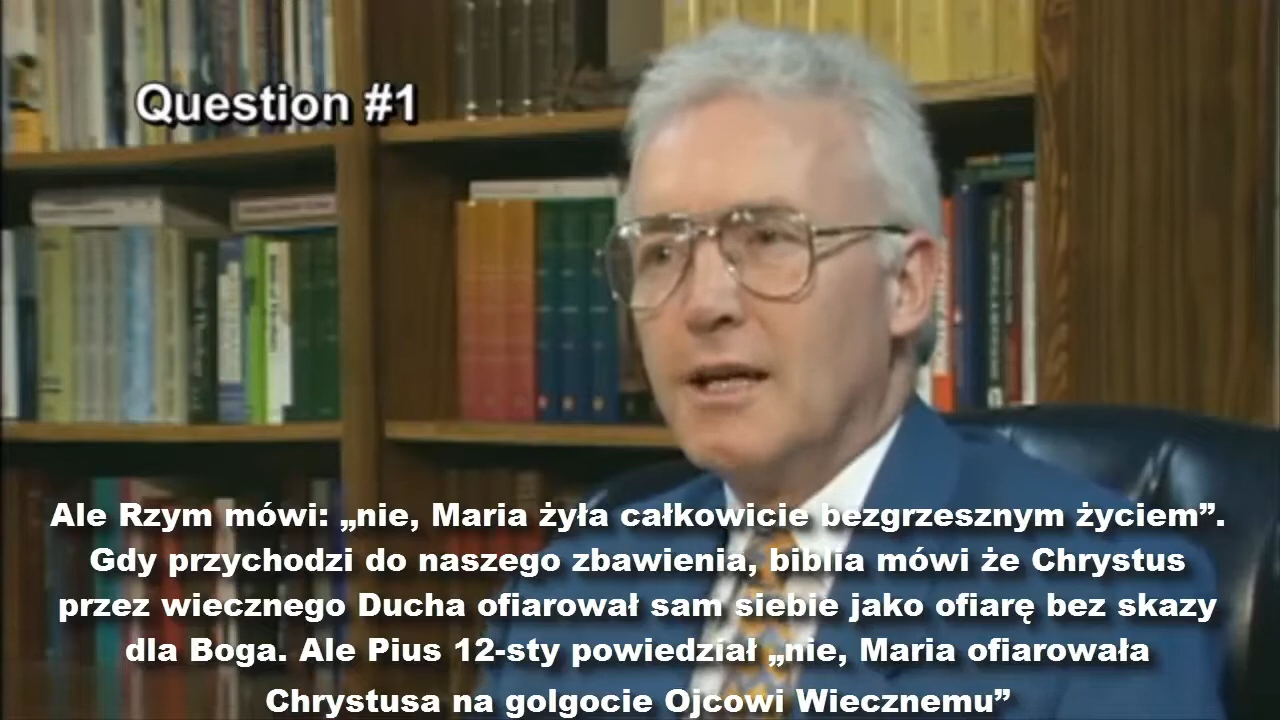 Question #1
Ale Rzym mówi: „nie, Maria żyła całkowicie bezgrzesznym życiem”.
Gdy przychodzi do naszego zbawienia, biblia mówi że Chrystus
przez wiecznego Ducha ofiarował sam siebie jako ofiarę bez skazy
dla Boga. Ale Pius 12-sty powiedział „nie, Maria ofiarowała
Chrystusa na golgocie Ojcowi Wiecznemu”